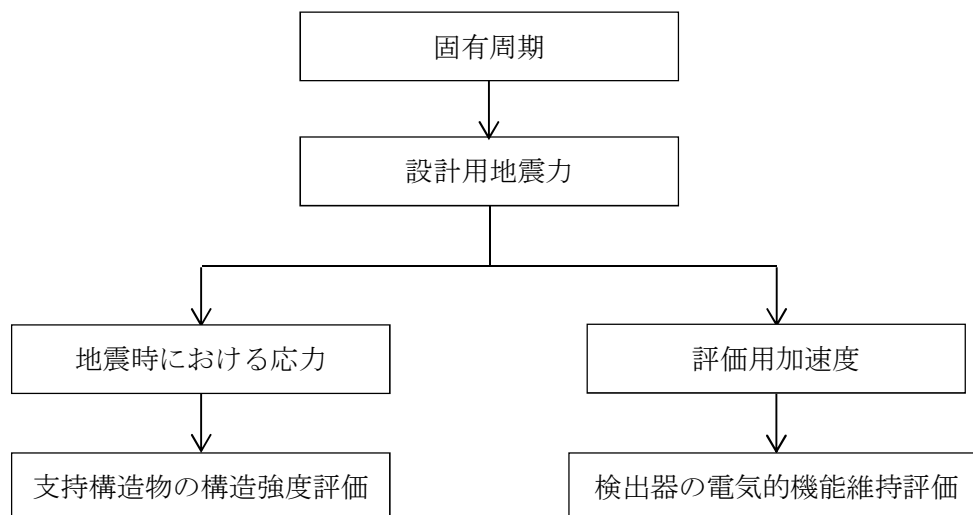 固有周期
設計用地震力
地震時における応力
評価用加速度
支持構造物の構造強度評価
検出器の電気的機能維持評価